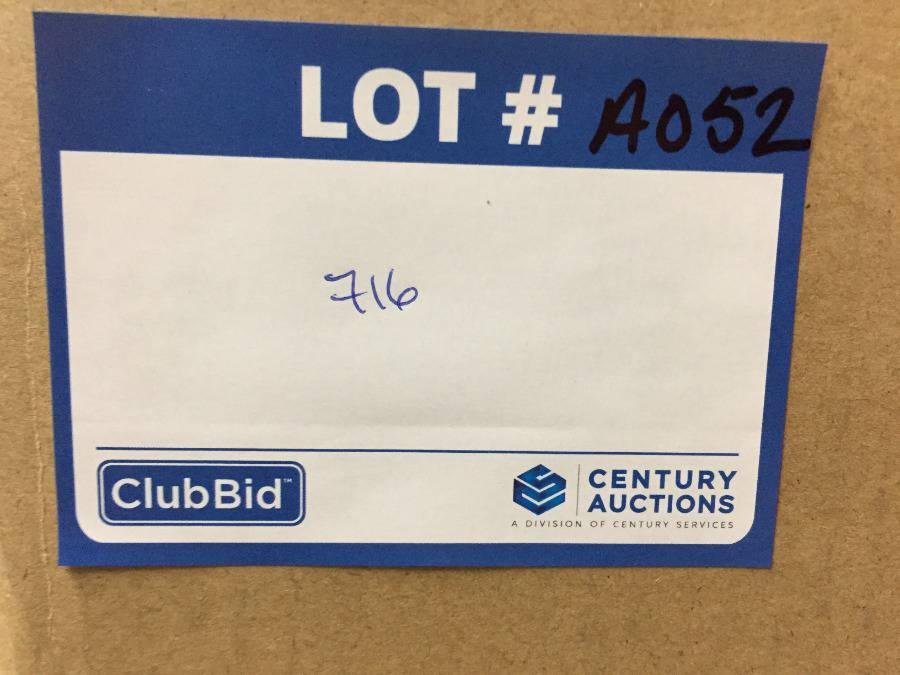 LOT # A052
716
ClubBid™
CENTURY
AUCTIONS
A DIVISION OF CENTURY SERVICES